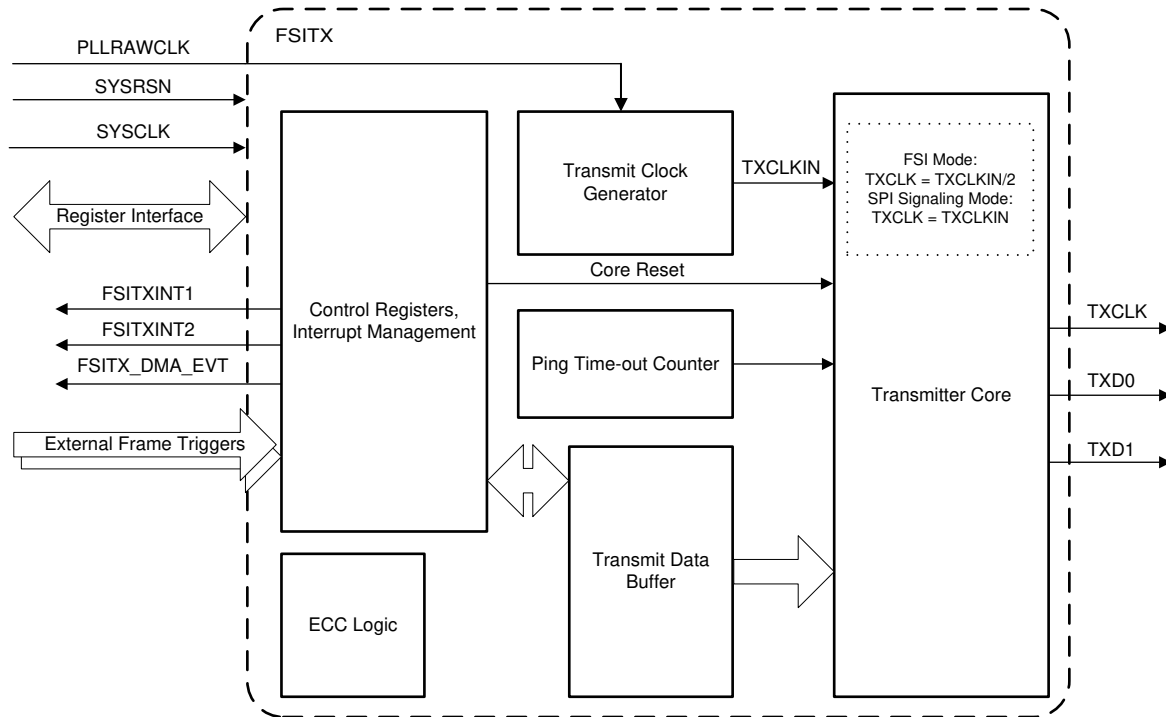 FSITX
PLLRAWCLK
SYSRSN
SYSCLK
Register Interface
FSITXINT1
FSITXINT2
FSITX_DMA_EVT
External Frame Triggers
Control Registers,
Interrupt Management
ECC Logic
Transmit Clock
Generator
TXCLKIN
Core Reset
Ping Time-out Counter
Transmit Data
Buffer
FSI Mode:
TXCLK = TXCLKIN/2
SPI Signaling Mode:
TXCLK = TXCLKIN
Transmitter Core
TXCLK
TXD0
TXD1